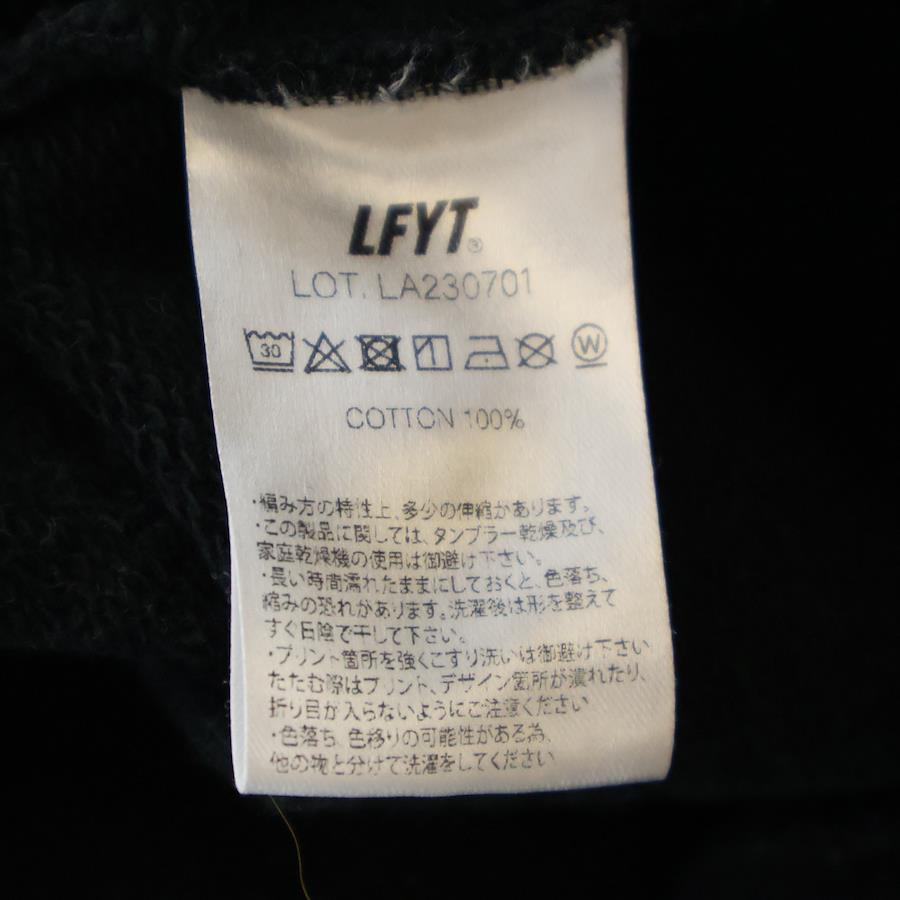 LFYT®
LOT. LA230701
30 W
COTTON 100%
・編み方の特性上、多少の伸縮があります。
・この製品に関しては、タンブラー乾燥及び、
家庭乾燥機の使用は御避け下さい。
・長い時間濡れたままにしておくと、色落ち、
縮みの恐れがあります。洗濯後は形を整えて
すぐ日陰で干して下さい。
・プリント箇所を強くこすり洗いは御避け下さい
たたむ際はプリント、デザイン箇所が潰れたり、
折り目が入らないようにご注意ください
・色落ち、色移りの可能性がある為、
他の物と分けて洗濯をしてください